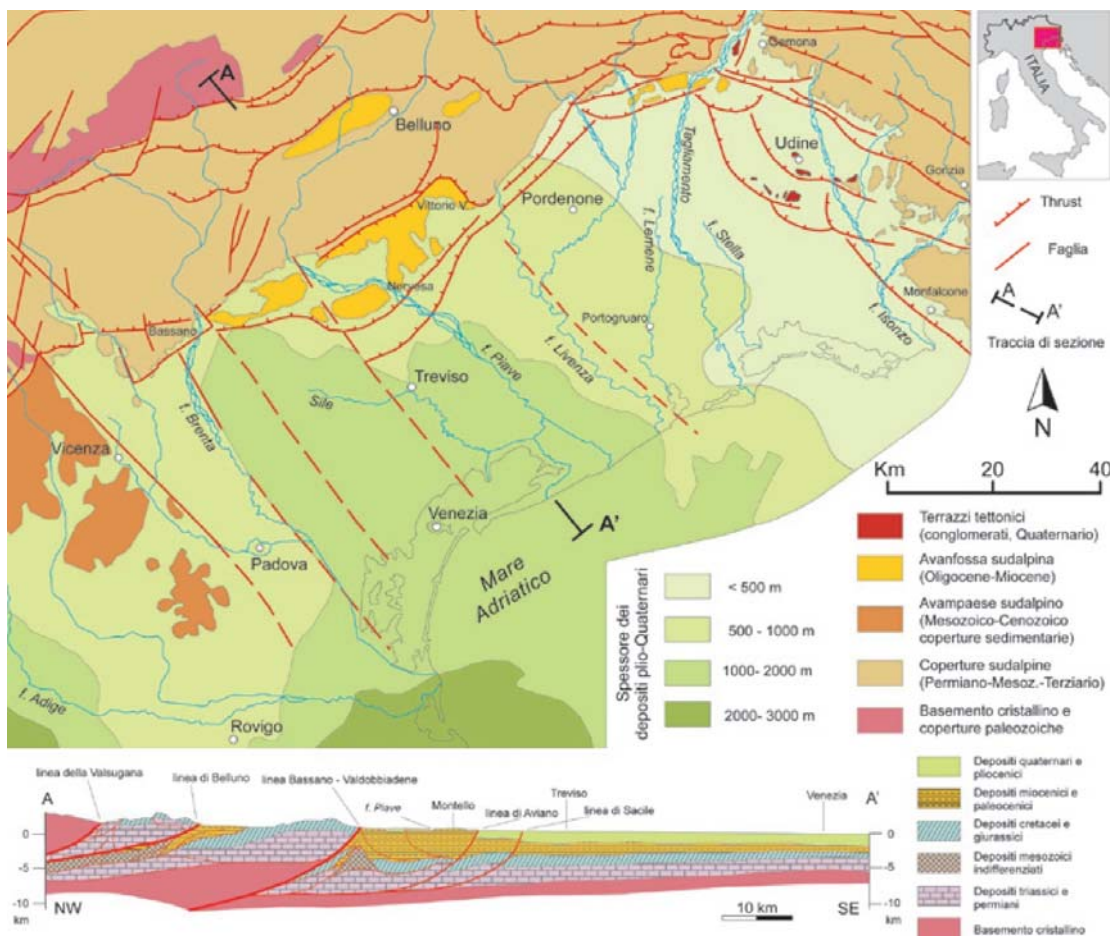 Gemona
A
Belluno
Udine
Tagliamento
Gorizia
Pordenone
Vittorio V.
f. Lemene
f. Stella
Nervesa
Monfalcone
Bassano
Portogruaro
f. Isonzo
f. Piave
f. Livenza
Treviso
Sile
f. Brenta
Vicenza
Venezia
A'
Padova
Mare
Adriatico
f. Adige
Rovigo
ITALIA
Thrust
Faglia
A
A'
Traccia di sezione
N
Km 20 40
Spessore dei
depositi plio-Quaternari
< 500 m
500 - 1000 m
1000- 2000 m
2000- 3000 m
Terrazzi tettonici
(conglomerati, Quaternario)
Avanfossa sudalpina
(Oligocene-Miocene)
Avampaese sudalpino
(Mesozoico-Cenozoico
coperture sedimentarie)
Coperture sudalpine
(Permiano-Mesoz.-Terziario)
Basemento cristallino e
coperture paleozoiche
linea della Valsugana
linea di Belluno
linea Bassano - Valdobbiadene
f. Piave
Montello
linea di Aviano
Treviso
linea di Sacile
Venezia
A
A'
0
-5
-10
km
NW
10 km
SE
0
-5
-10
km
Depositi quaternari e
pliocenici
Depositi miocenici e
paleocenici
Depositi cretacei e
giurassici
Depositi mesozoici
indifferenziati
Depositi triassici e
permiani
Basemento cristallino